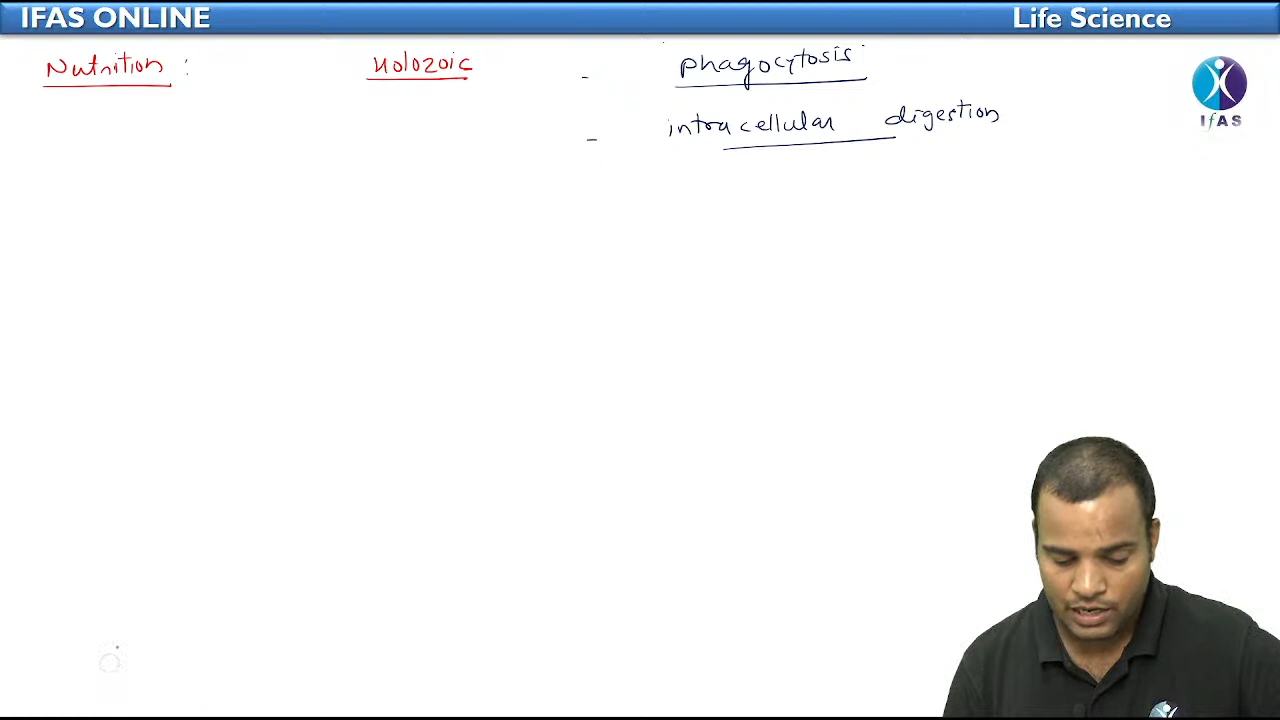 IFAS ONLINE Life Science
Nutrition : Holozoic - phagocytosis
- intracellular digestion
IfAS